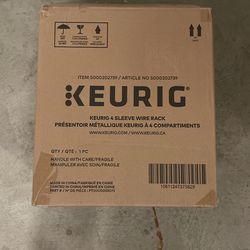 ITEM 5000202739 / ARTICLE NO 5000202739
KEURIG®
KEURIG 4 SLEEVE WIRE RACK
PRÉSENTOIR MÉTALLIQUE KEURIG À 4 COMPARTIMENTS
WWW.KEURIG.COM WWW.KEURIG.CA
QTY / QTÉ - 1 PC
HANDLE WITH CARE/FRAGILE
MANIPULER AVEC SOIN/FRAGILE
MADE IN CHINA/FABRIQUÉ EN CHINE